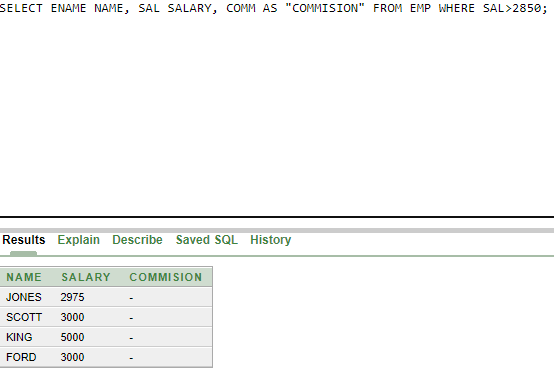 SELECT ENAME NAME, SAL SALARY, COMM AS "COMMISION" FROM EMP WHERE SAL>2850;
Results Explain Describe Saved SQL History
NAME SALARY COMMISION
JONES 2975 -
SCOTT 3000 -
KING 5000 -
FORD 3000 -